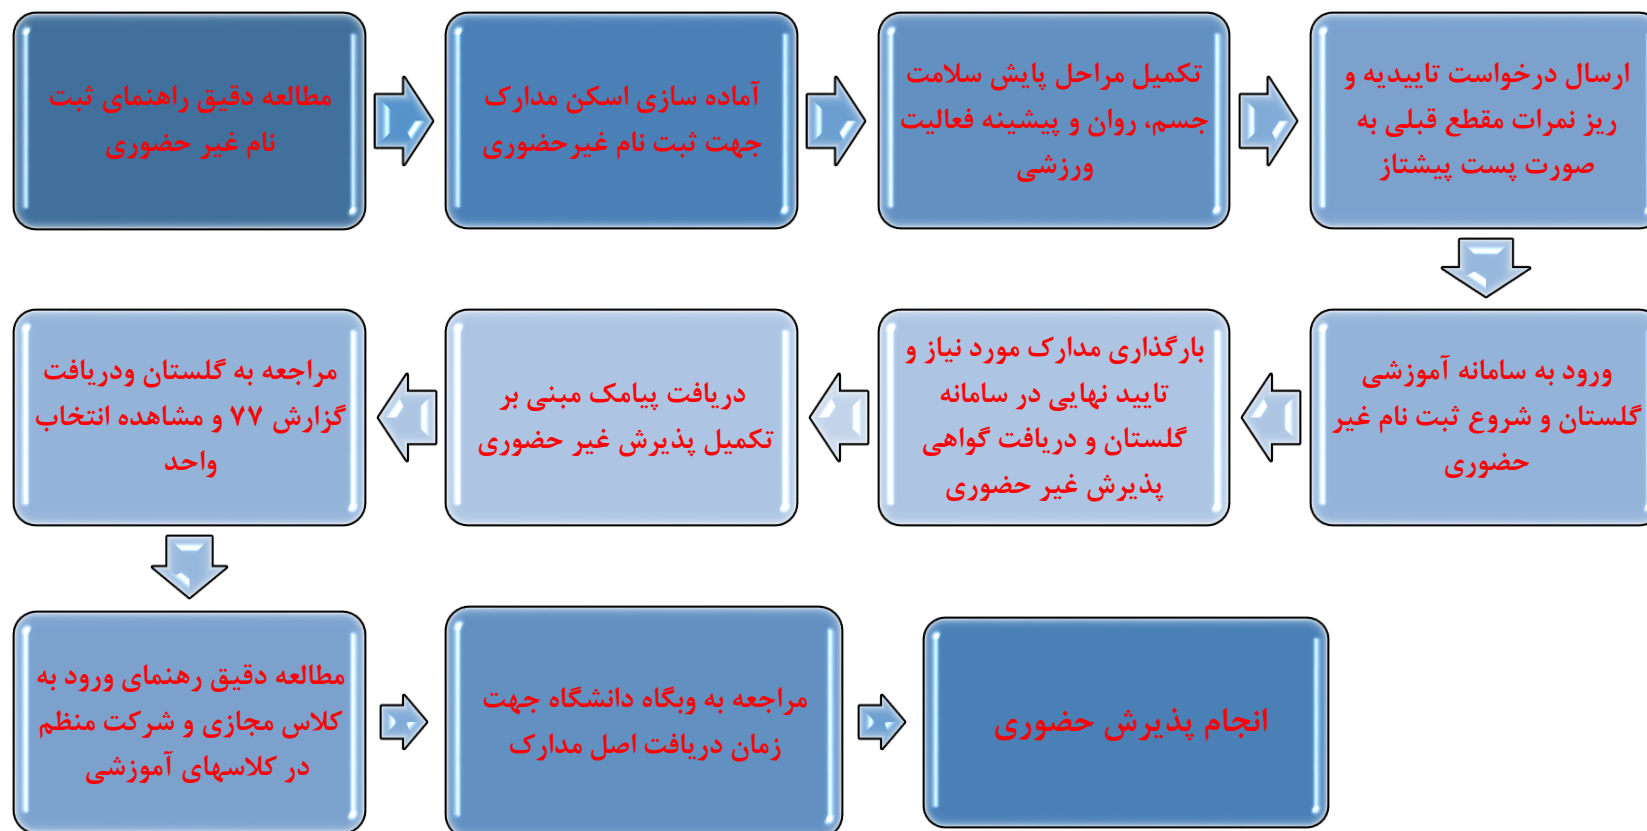 مطالعه دقیق راهنمای ثبت
نام غیر حضوری
آماده سازی اسکن مدارک
جهت ثبت نام غیرحضوری
تکمیل مراحل پایش سلامت
جسم، روان و پیشینه فعالیت
ورزشی
ارسال درخواست تاییدیه و
ریز نمرات مقطع قبلی به
صورت پست پیشتاز
ورود به سامانه آموزشی
گلستان و شروع ثبت نام غیر
حضوری
بارگذاری مدارک مورد نیاز و
تایید نهایی در سامانه
گلستان و دریافت گواهی
پذیرش غیر حضوری
دریافت پیامک مبنی بر
تکمیل پذیرش غیر حضوری
مراجعه به گلستان ودریافت
گزارش ۷۷ و مشاهده انتخاب
واحد
مطالعه دقیق رهنمای ورود به
کلاس مجازی و شرکت منظم
در کلاسهای آموزشی
مراجعه به وبگاه دانشگاه جهت
زمان دریافت اصل مدارک
انجام پذیرش حضوری